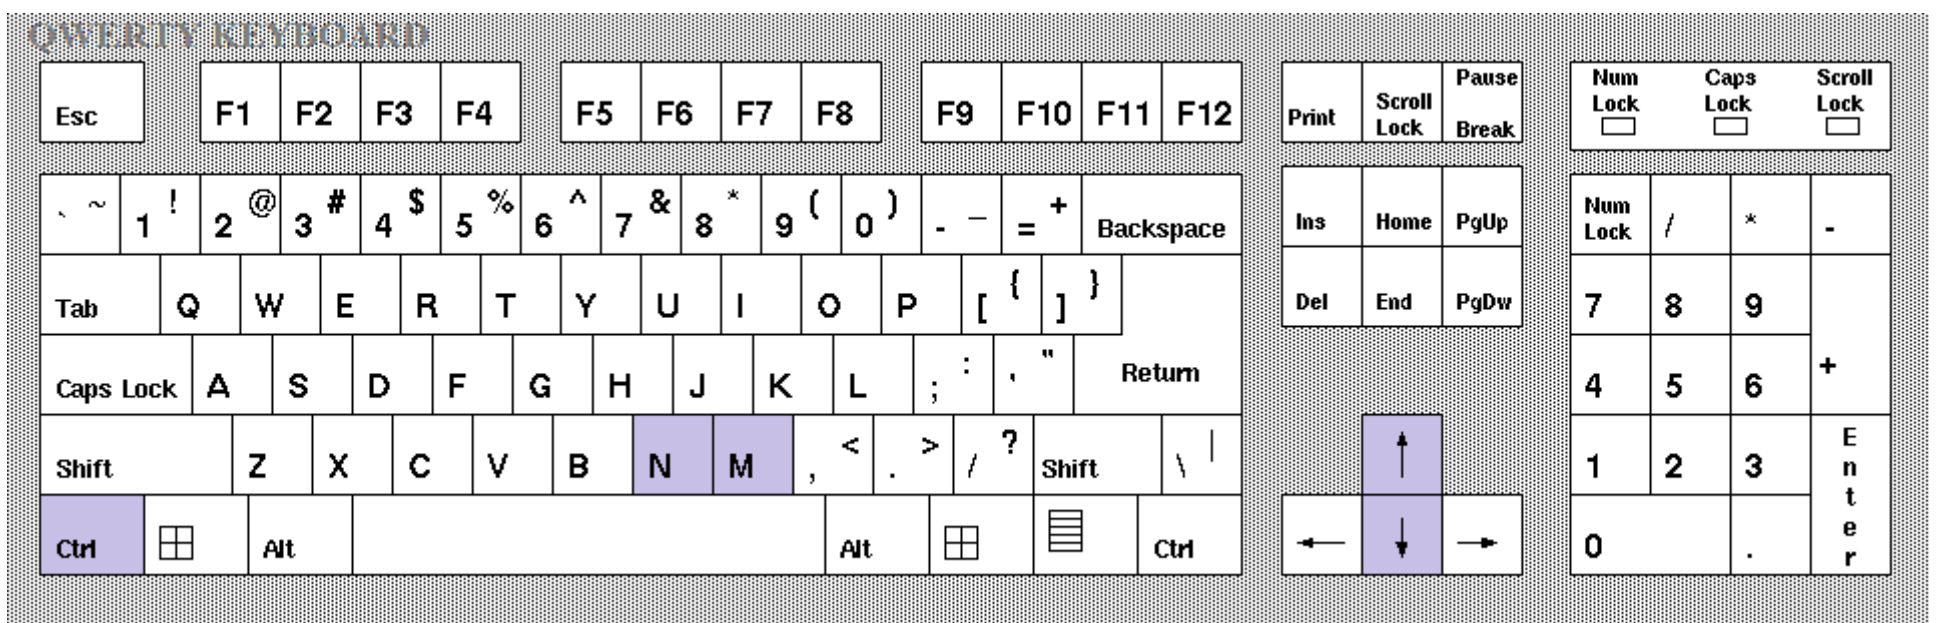 QWERTY KEYBOARD
Esc F1 F2 F3 F4 F5 F6 F7 F8 F9 F10 F11 F12 Print Scroll Lock Pause Break Num Lock Caps Lock Scroll Lock
` ~ 1 ! 2 @ 3 # 4 $ 5 % 6 ^ 7 & 8 * 9 ( 0 ) - _ = + Backspace Ins Home PgUp Num Lock / * -
Tab Q W E R T Y U I O P [ { ] } Del End PgDw 7 8 9
Caps Lock A S D F G H J K L ; : ' " Return 4 5 6 +
Shift Z X C V B N M , < . > / ? Shift \ | ↑ 1 2 3 Enter
Ctrl Alt Alt Ctrl ← ↓ → 0 .